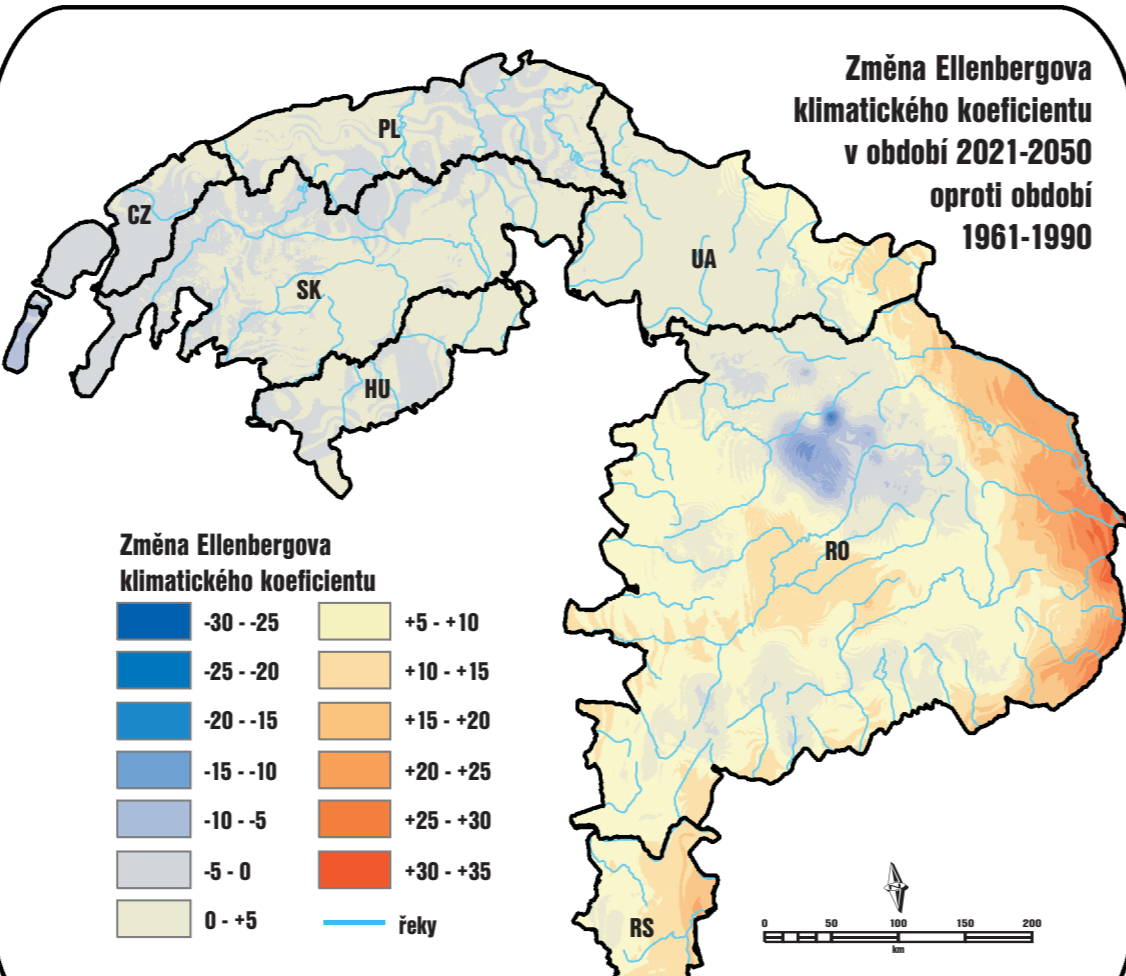 Změna Ellenbergova
klimatického koeficientu
v období 2021-2050
oproti období
1961-1990
PL
CZ
SK
UA
HU
RO
RS
Změna Ellenbergova
klimatického koeficientu
-30 - -25
-25 - -20
-20 - -15
-15 - -10
-10 - -5
-5 - 0
0 - +5
+5 - +10
+10 - +15
+15 - +20
+20 - +25
+25 - +30
+30 - +35
řeky
0 50 100 150 200
km